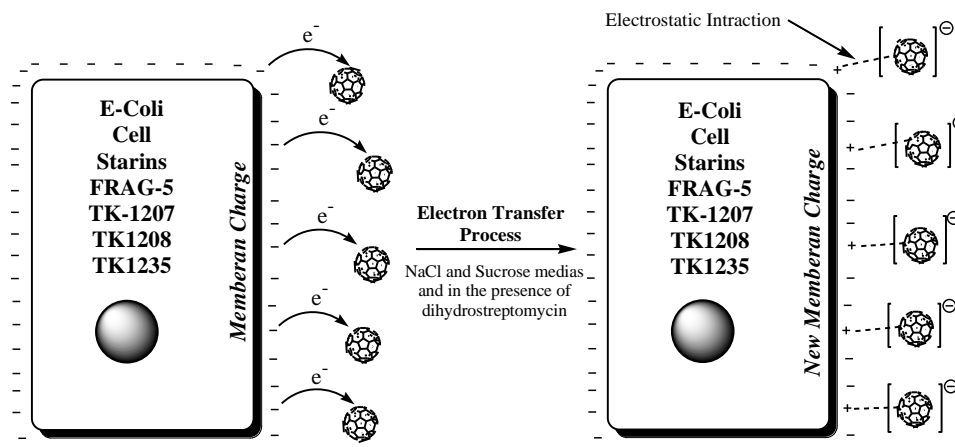 e-
e-
e-
e-
e-
E-Coli
Cell
Starins
FRAG-5
TK-1207
TK1208
TK1235
Memberan Charge
Electron Transfer
Process
NaCl and Sucrose medias
and in the presence of
dihydrostreptomycin
Electrostatic Intraction
E-Coli
Cell
Starins
FRAG-5
TK-1207
TK1208
TK1235
New Memberan Charge